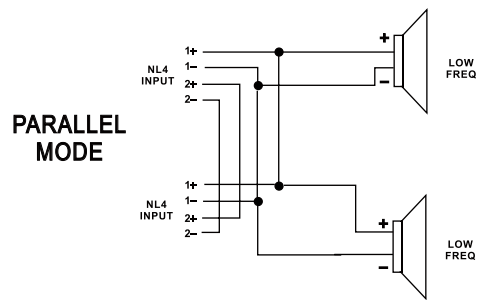 1+
1−
NL4
INPUT
2+
2−
+
−
LOW
FREQ
PARALLEL
MODE
1+
1−
NL4
INPUT
2+
2−
+
−
LOW
FREQ